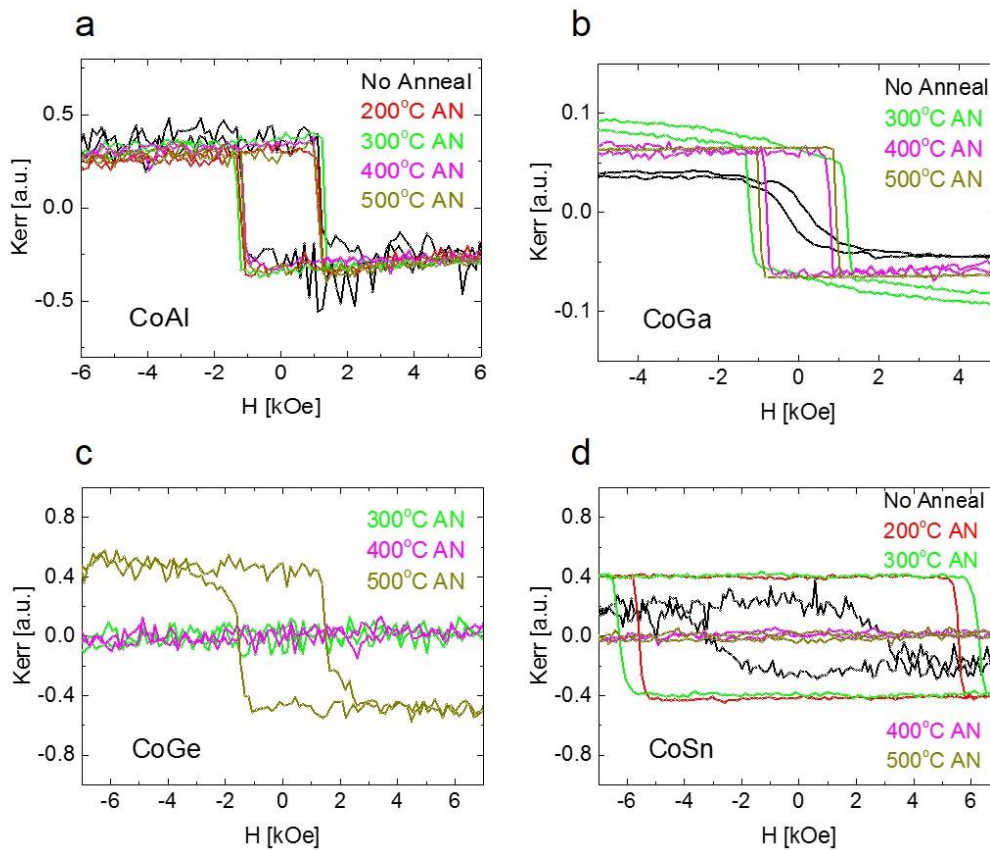 a
No Anneal
200°C AN
300°C AN
400°C AN
500°C AN
0.5
0.0
-0.5
Kerr [a.u.]
CoAl
-6 -4 -2 0 2 4 6
H [kOe]
b
No Anneal
300°C AN
400°C AN
500°C AN
0.1
0.0
-0.1
Kerr [a.u.]
CoGa
-4 -2 0 2 4
H [kOe]
c
300°C AN
400°C AN
500°C AN
0.8
0.4
0.0
-0.4
-0.8
Kerr [a.u.]
CoGe
-6 -4 -2 0 2 4 6
H [kOe]
d
No Anneal
200°C AN
300°C AN
0.8
0.4
0.0
-0.4
-0.8
Kerr [a.u.]
400°C AN
500°C AN
CoSn
-6 -4 -2 0 2 4 6
H [kOe]